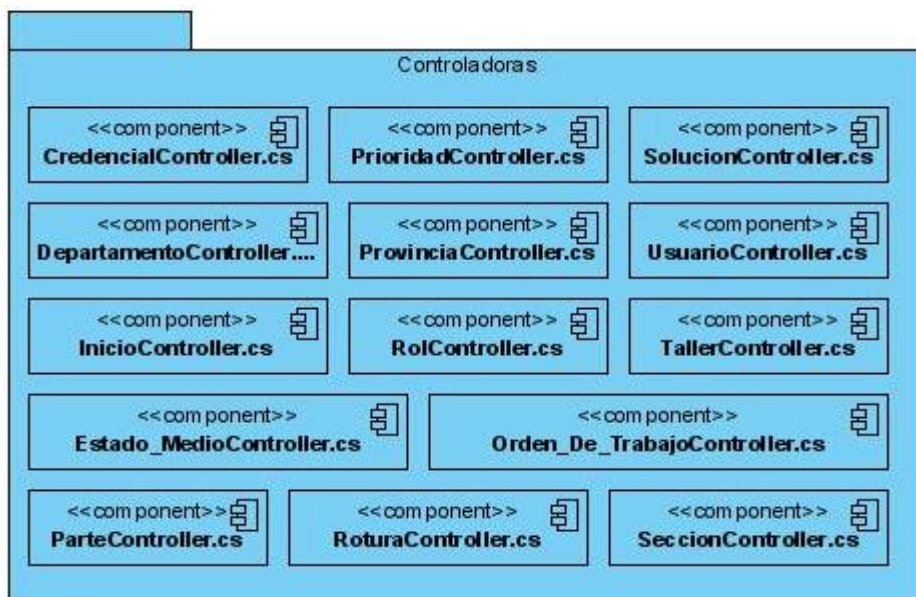 Controladoras
<<component>>
CredencialController.cs
<<component>>
PrioridadController.cs
<<component>>
SolucionController.cs
<<component>>
DepartamentoController....
<<component>>
ProvinciaController.cs
<<component>>
UsuarioController.cs
<<component>>
InicioController.cs
<<component>>
RolController.cs
<<component>>
TallerController.cs
<<component>>
Estado_MedioController.cs
<<component>>
Orden_De_TrabajoController.cs
<<component>>
ParteController.cs
<<component>>
RoturaController.cs
<<component>>
SeccionController.cs